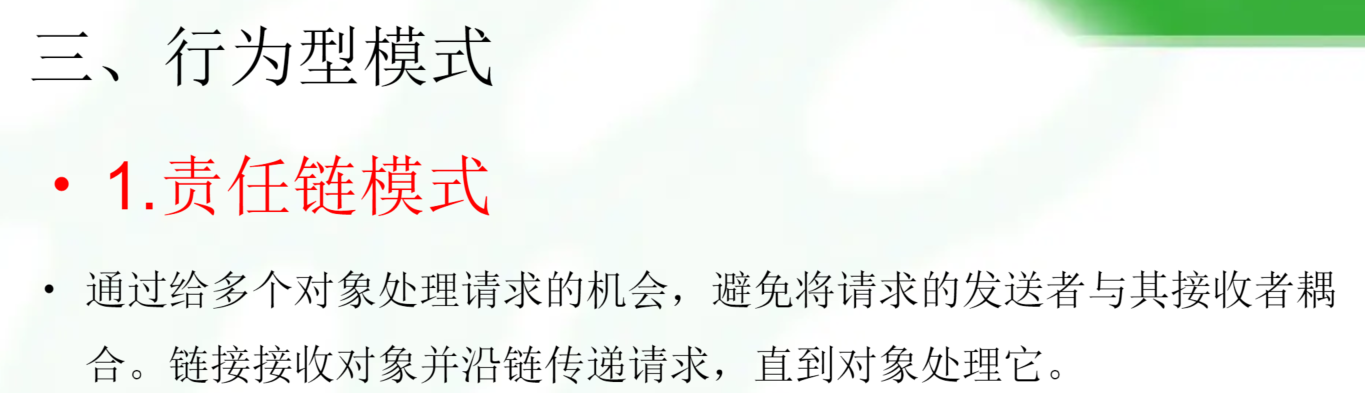 三、行为型模式
• 1.责任链模式
• 通过给多个对象处理请求的机会，避免将请求的发送者与其接收者耦
合。链接接收对象并沿链传递请求，直到对象处理它。